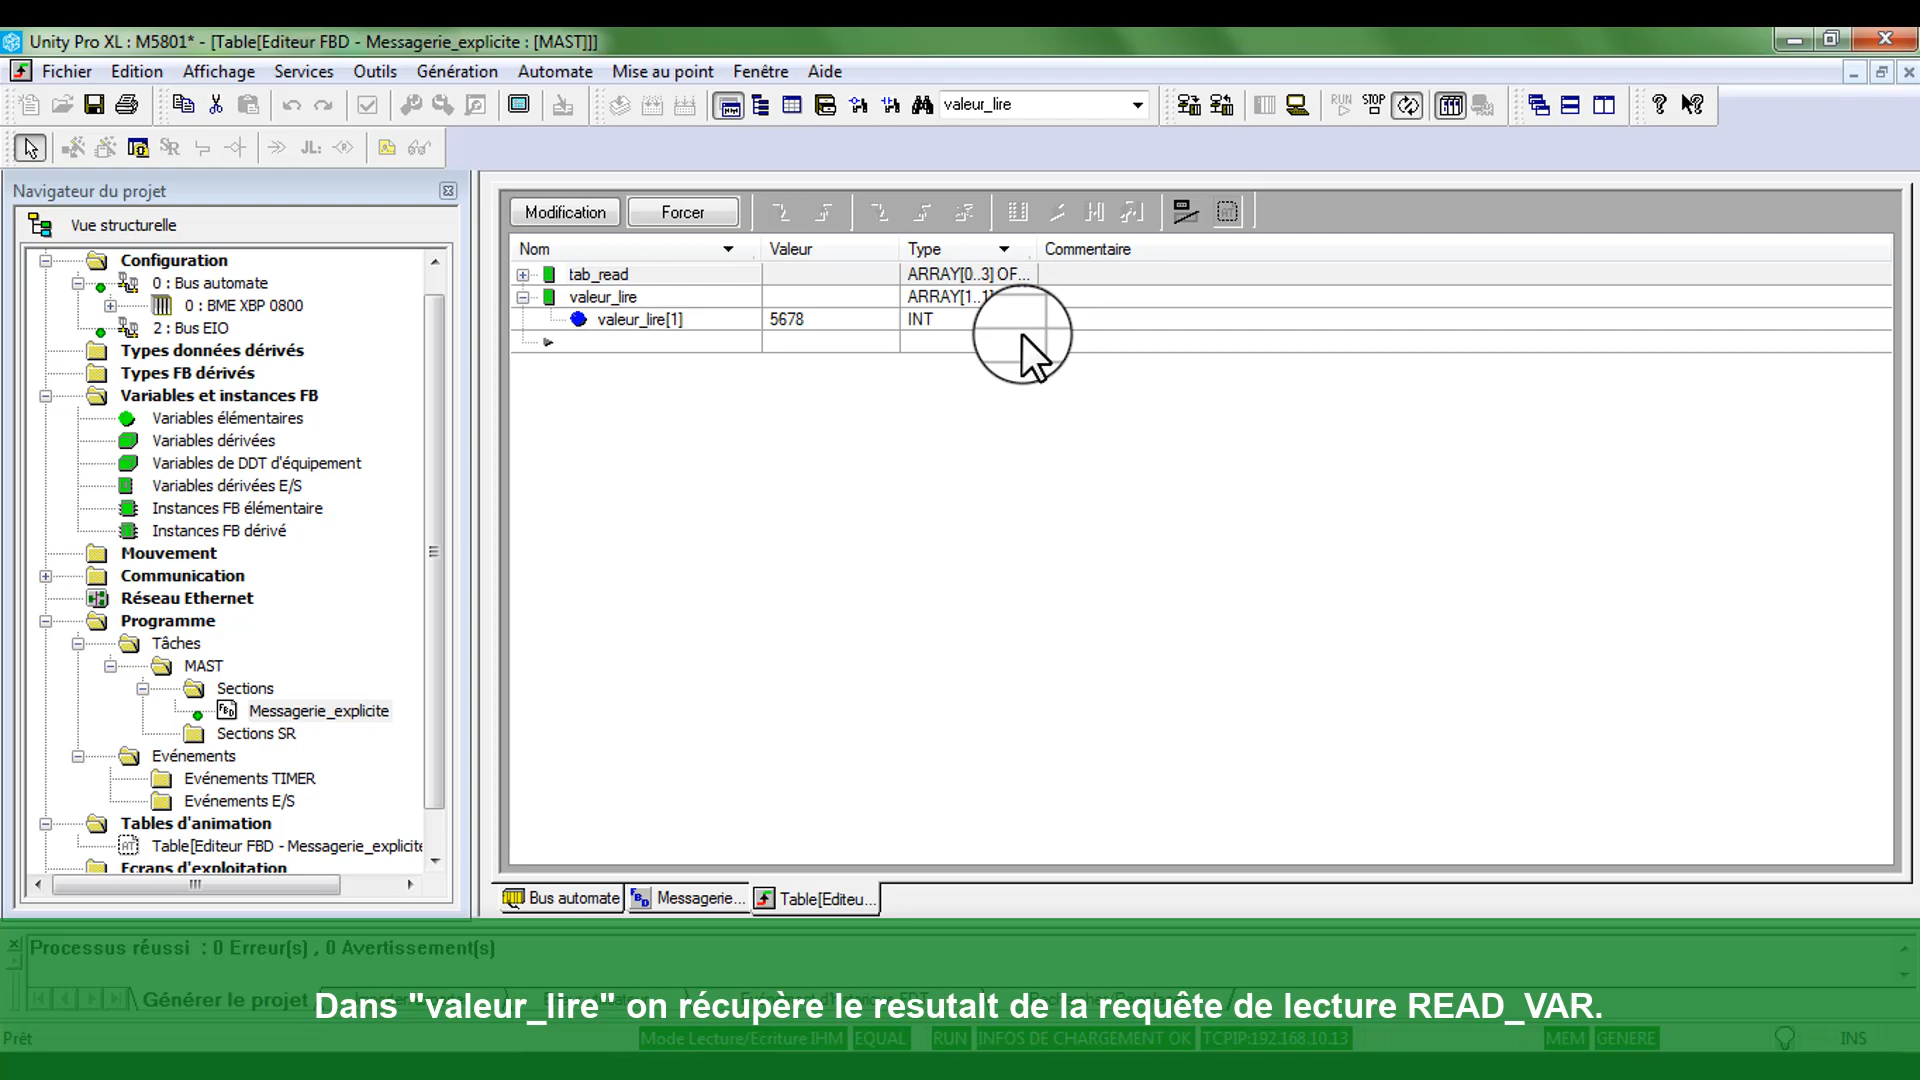 Unity Pro XL : M5801* - [Table[Editeur FBD - Messagerie_explicite : [MAST]]]
Fichier Edition Affichage Services Outils Génération Automate Mise au point Fenêtre Aide
valeur_lire
RUN STOP
Navigateur du projet
Vue structurelle
Configuration
0 : Bus automate
0 : BME XBP 0800
2 : Bus EIO
Types données dérivés
Types FB dérivés
Variables et instances FB
Variables élémentaires
Variables dérivées
Variables de DDT d'équipement
Variables dérivées E/S
Instances FB élémentaire
Instances FB dérivé
Mouvement
Communication
Réseau Ethernet
Programme
Tâches
MAST
Sections
Messagerie_explicite
Sections SR
Evénements
Evénements TIMER
Evénements E/S
Tables d'animation
Table[Editeur FBD - Messagerie_explicite
Ecrans d'exploitation
Modification Forcer
Nom Valeur Type Commentaire
tab_read ARRAY[0..3] OF...
valeur_lire ARRAY[1..1]
valeur_lire[1] 5678 INT
Bus automate Messagerie... Table[Editeu...
Processus réussi : 0 Erreur(s) , 0 Avertissement(s)
Générer le projet
Dans "valeur_lire" on récupère le resutalt de la requête de lecture READ_VAR.
Prêt Mode Lecture/Ecriture IHM EQUAL RUN INFOS DE CHARGEMENT OK TCPIP:192.168.10.13 MEM GENERE INS